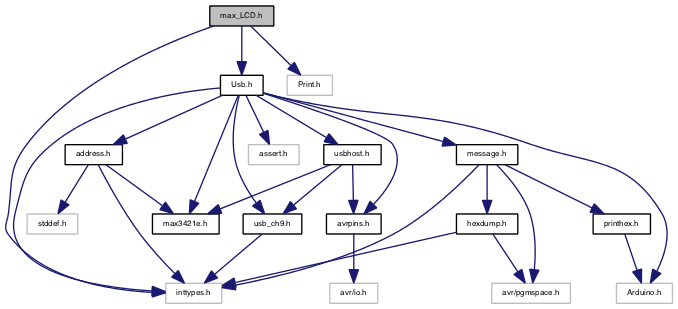 max_LCD.h
Usb.h
Print.h
address.h
assert.h
usbhost.h
message.h
stddef.h
max3421e.h
usb_ch9.h
avrpins.h
hexdump.h
printhex.h
inttypes.h
avr/io.h
avr/pgmspace.h
Arduino.h